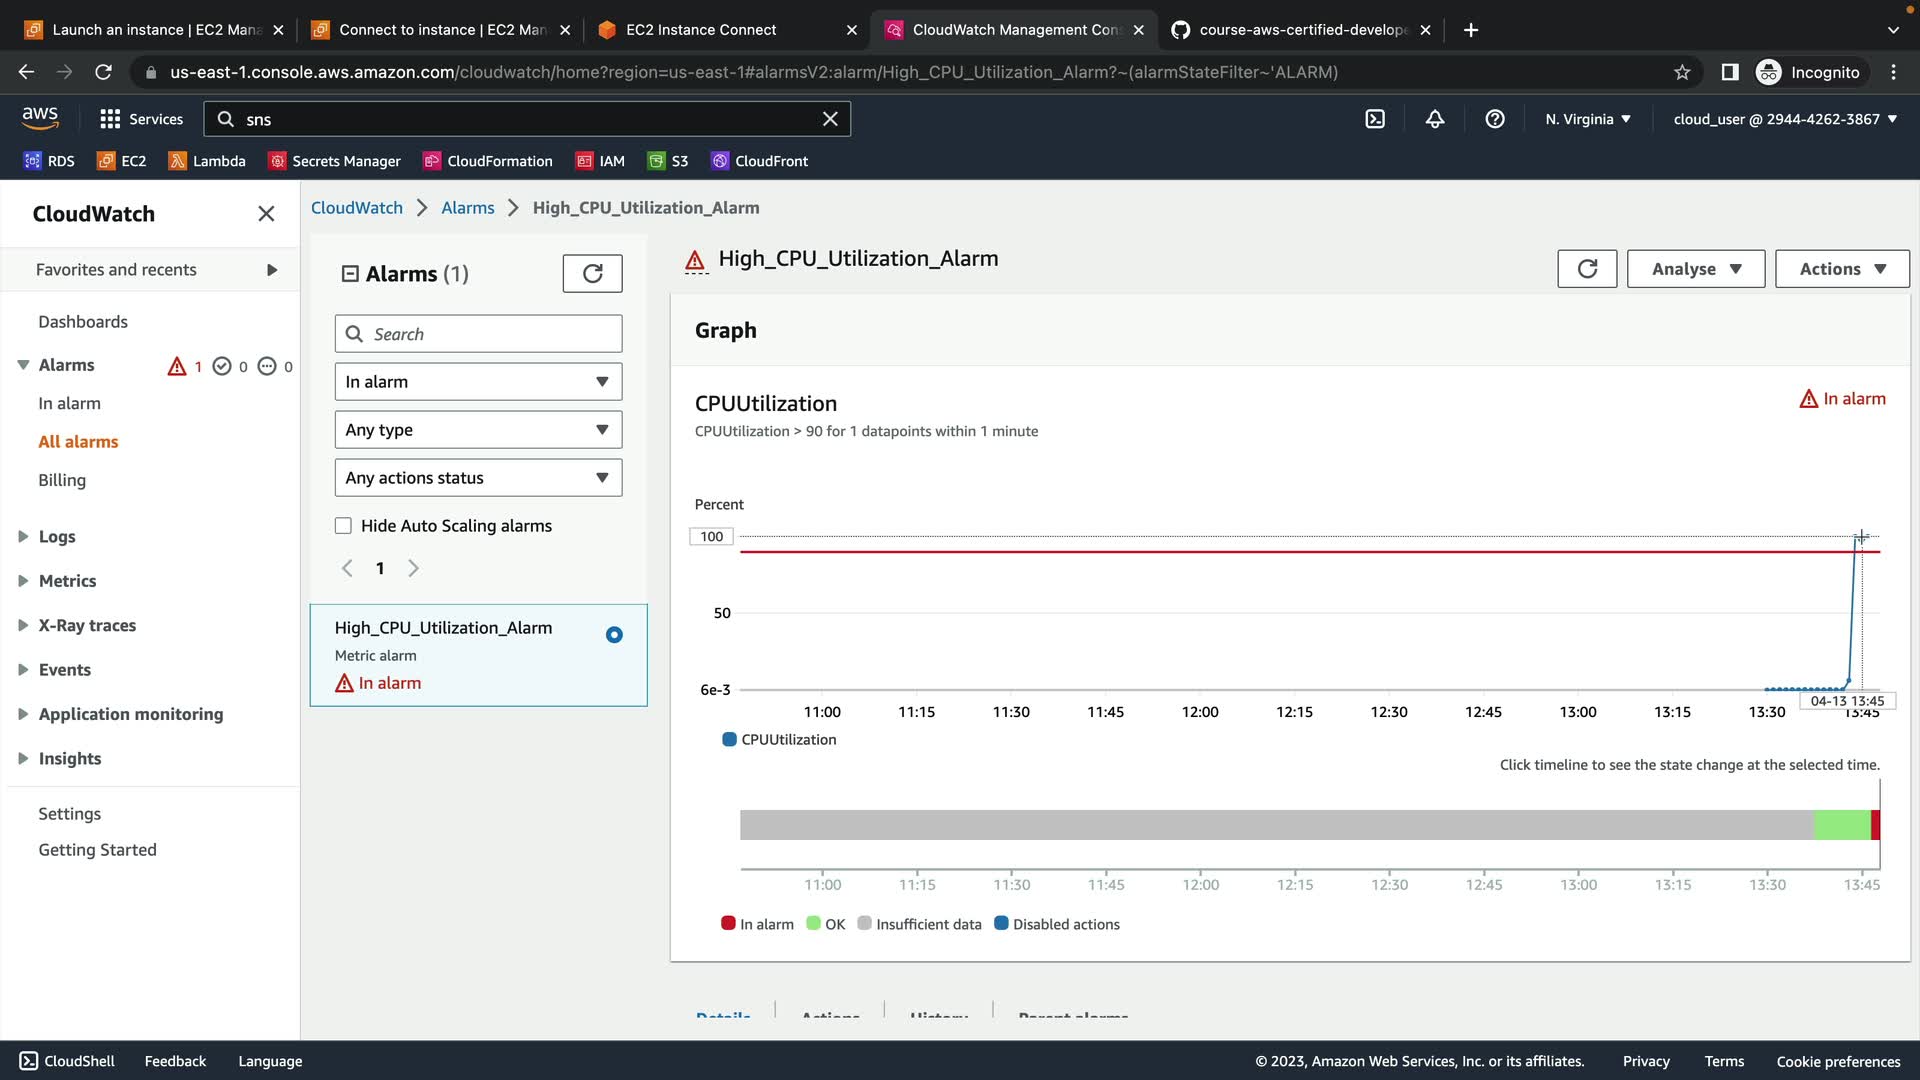 Launch an instance | EC2 Mana
Connect to instance | EC2 Man
EC2 Instance Connect
CloudWatch Management Con
course-aws-certified-develope
us-east-1.console.aws.amazon.com/cloudwatch/home?region=us-east-1#alarmsV2:alarm/High_CPU_Utilization_Alarm?~(alarmStateFilter~'ALARM)
Incognito
aws
Services
sns
N. Virginia
cloud_user @ 2944-4262-3867
RDS
EC2
Lambda
Secrets Manager
CloudFormation
IAM
S3
CloudFront
CloudWatch
Favorites and recents
Dashboards
Alarms
1
0
0
In alarm
All alarms
Billing
Logs
Metrics
X-Ray traces
Events
Application monitoring
Insights
Settings
Getting Started
CloudWatch
Alarms
High_CPU_Utilization_Alarm
Alarms (1)
Search
In alarm
Any type
Any actions status
Hide Auto Scaling alarms
1
High_CPU_Utilization_Alarm
Metric alarm
In alarm
High_CPU_Utilization_Alarm
Analyse
Actions
Graph
CPUUtilization
In alarm
CPUUtilization > 90 for 1 datapoints within 1 minute
Percent
100
50
6e-3
04-13 13:45
11:00 11:15 11:30 11:45 12:00 12:15 12:30 12:45 13:00 13:15 13:30 13:45
CPUUtilization
Click timeline to see the state change at the selected time.
11:00 11:15 11:30 11:45 12:00 12:15 12:30 12:45 13:00 13:15 13:30 13:45
In alarm OK Insufficient data Disabled actions
Details Actions History Parent alarms
CloudShell
Feedback
Language
© 2023, Amazon Web Services, Inc. or its affiliates.
Privacy
Terms
Cookie preferences